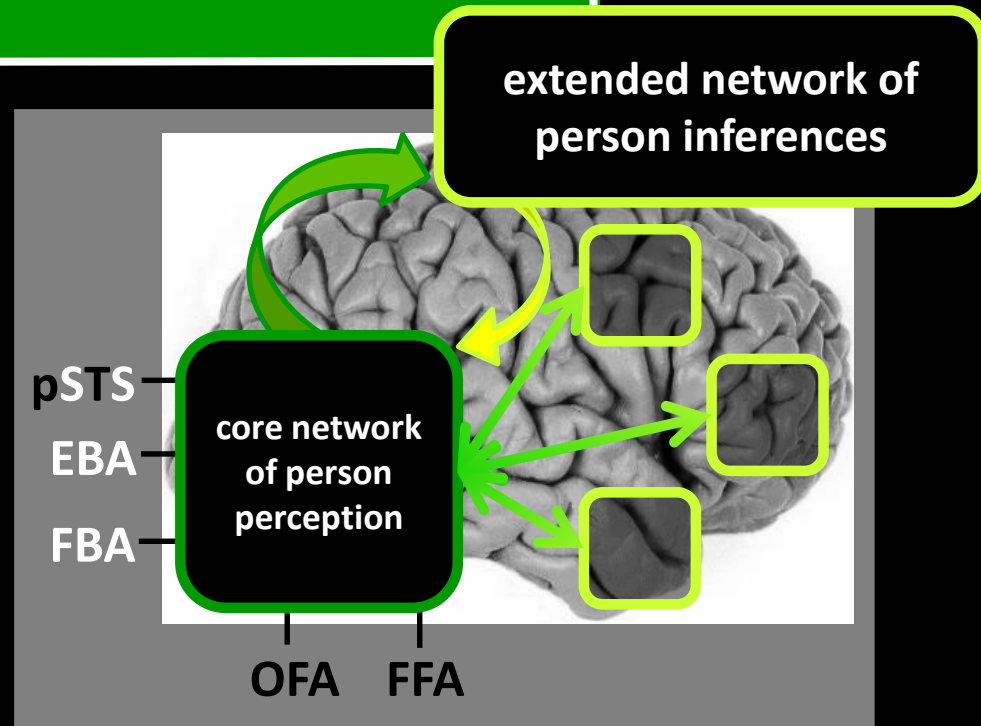 extended network of
person inferences
pSTS
EBA
FBA
core network
of person
perception
OFA FFA